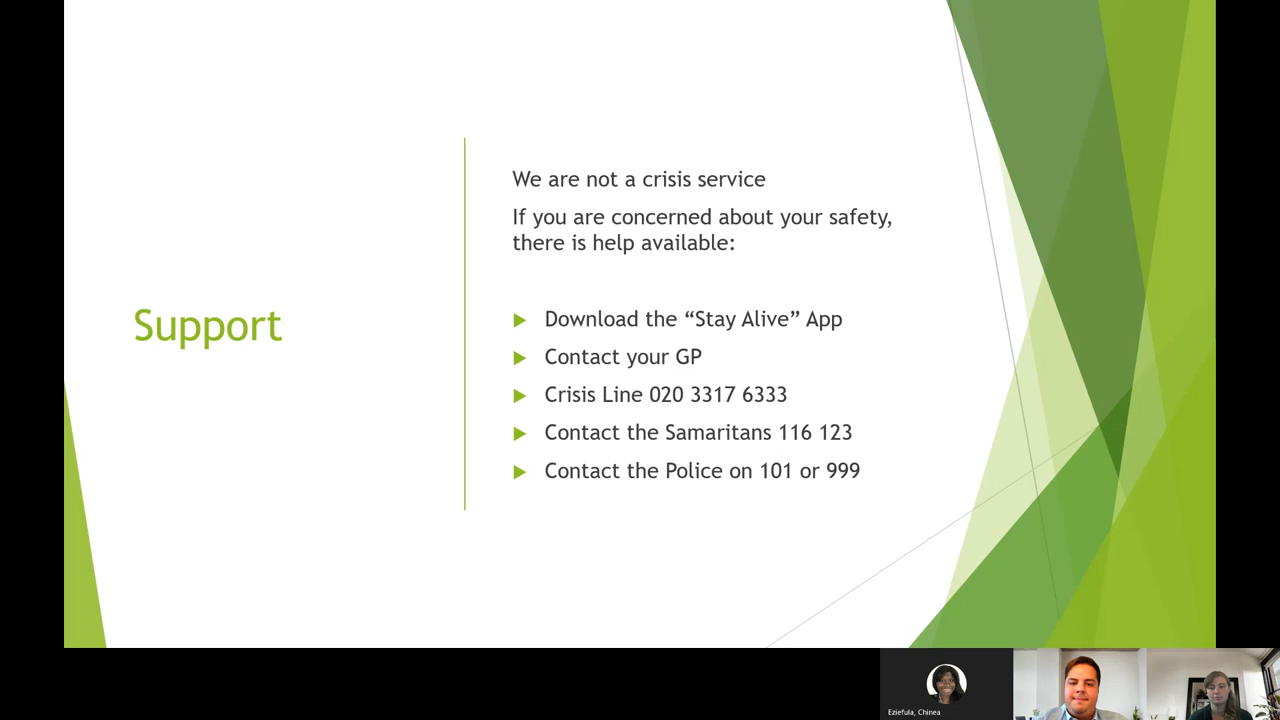 Support
We are not a crisis service
If you are concerned about your safety,
there is help available:
Download the “Stay Alive” App
Contact your GP
Crisis Line 020 3317 6333
Contact the Samaritans 116 123
Contact the Police on 101 or 999
Eziefula, Chinea